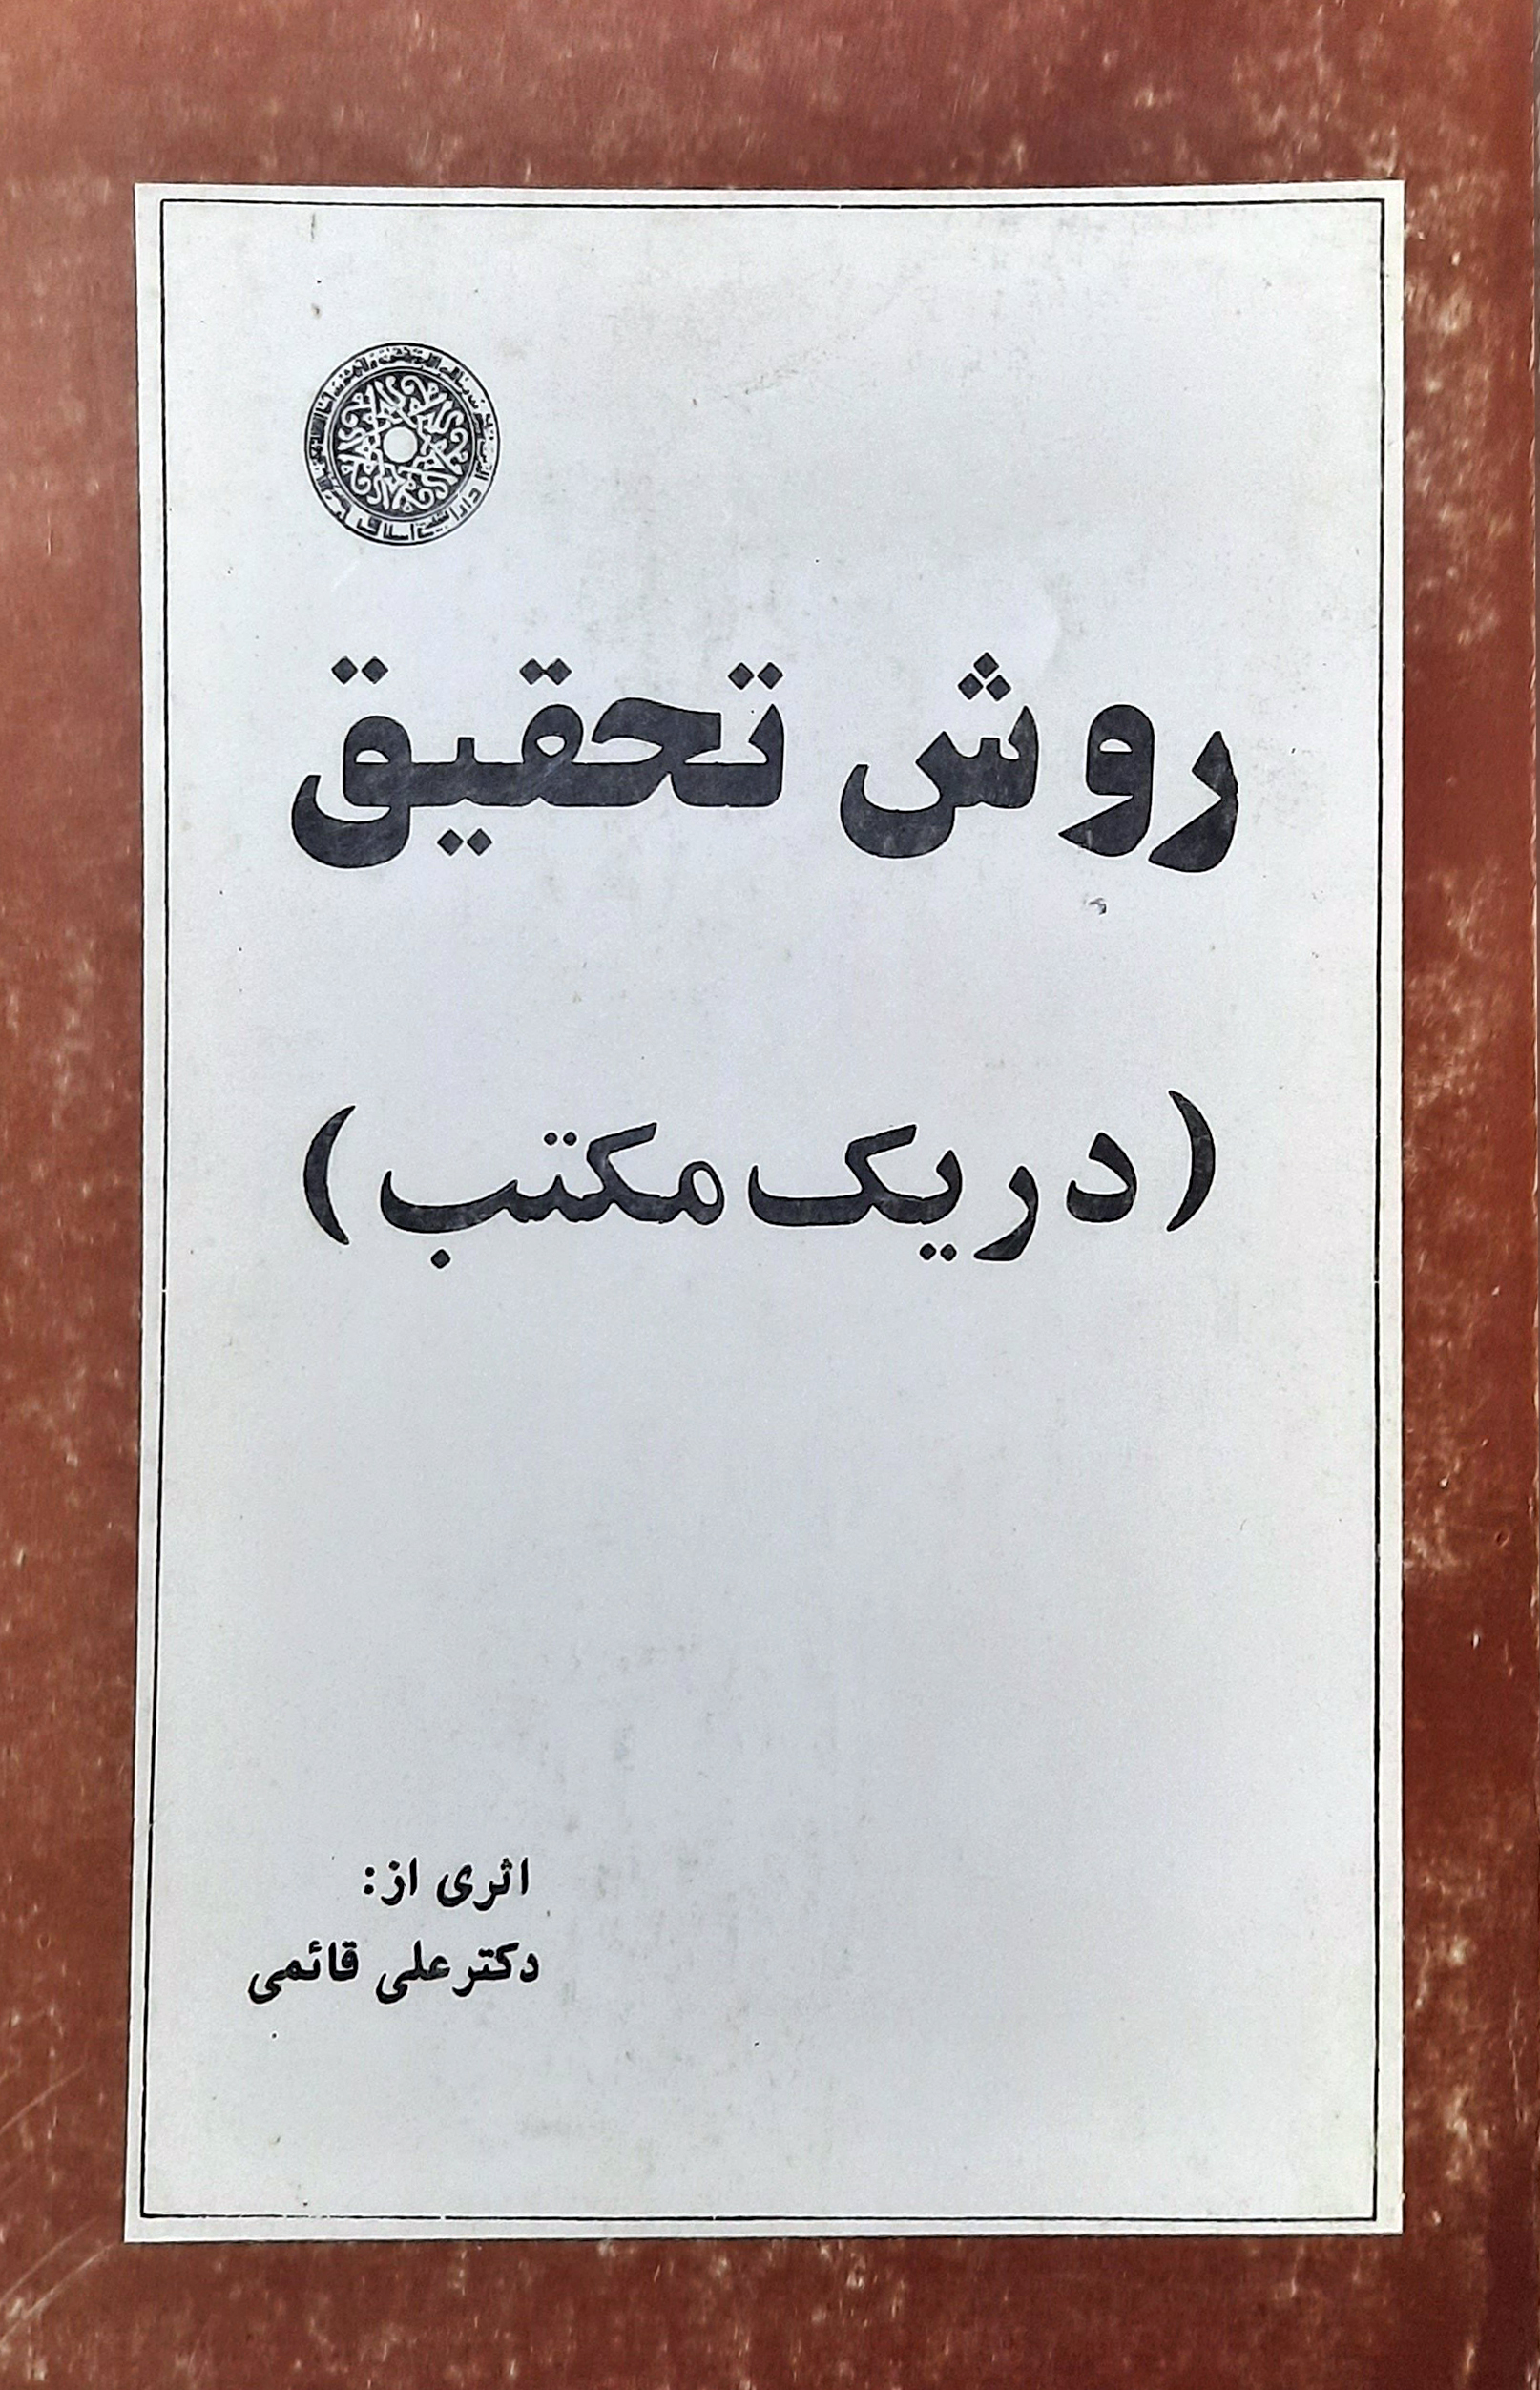 روش تحقیق
(در یک مکتب)
اثری از:
دکتر علی قائمی